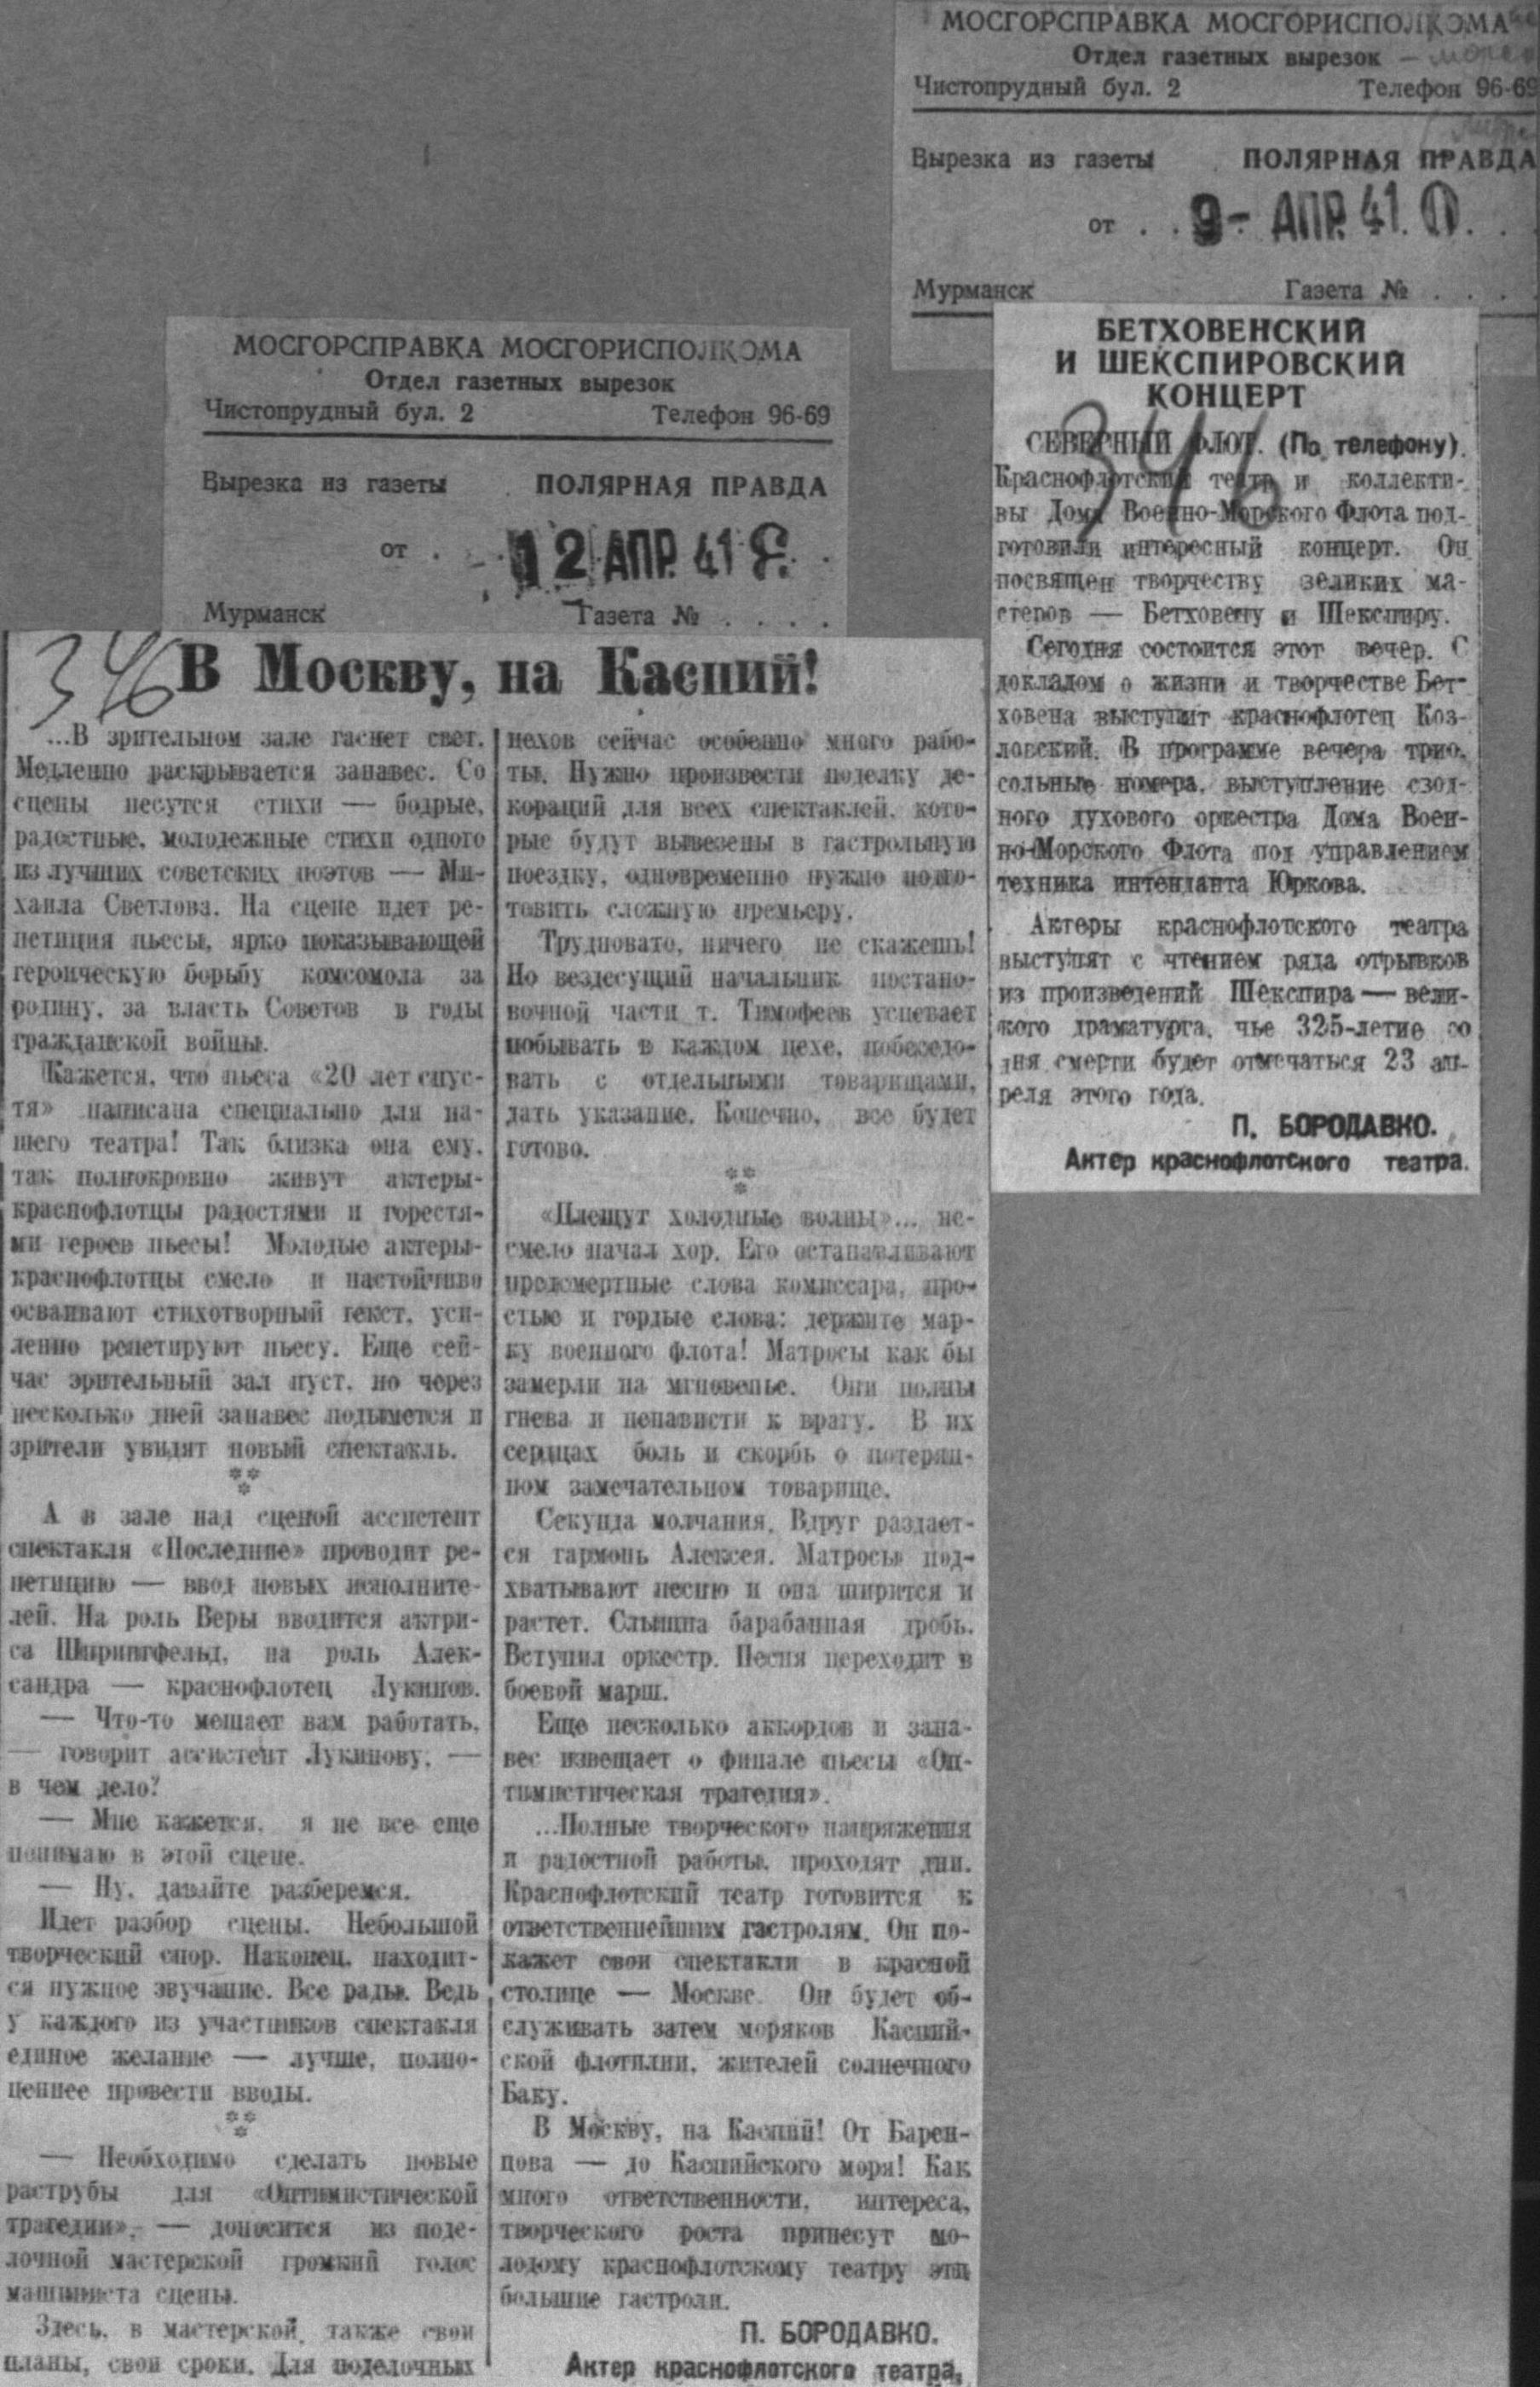 МОСГОРСПРАВКА МОСГОРИСПОЛКОМА
Отдел газетных вырезок
Чистопрудный бул. 2 Телефон 96-69
Вырезка из газеты ПОЛЯРНАЯ ПРАВДА
от . . 9- АПР. 41
Мурманск Газета № . . . .
БЕТХОВЕНСКИЙ
И ШЕКСПИРОВСКИЙ
КОНЦЕРТ
346
СЕВЕРНЫЙ ФЛОТ. (По телефону).
Краснофлотский театр и коллекти-
вы Дома Военно-Морского Флота под-
готовили интересный концерт. Он
посвящен творчеству великих ма-
стеров — Бетховену и Шекспиру.
Сегодня состоится этот вечер. С
докладом о жизни и творчестве Бет-
ховена выступит краснофлотец Коз-
ловский. В программе вечера трио,
сольные номера, выступление свод-
ного духового оркестра Дома Воен-
но-Морского Флота под управлением
техника интенданта Юркова.
Актеры краснофлотского театра
выступят с чтением ряда отрывков
из произведений Шекспира — вели-
кого драматурга, чье 325-летие со
дня смерти будет отмечаться 23 ап-
реля этого года.
П. БОРОДАВКО.
Актер краснофлотского театра.
МОСГОРСПРАВКА МОСГОРИСПОЛКОМА
Отдел газетных вырезок
Чистопрудный бул. 2 Телефон 96-69
Вырезка из газеты ПОЛЯРНАЯ ПРАВДА
от . 12 АПР. 41
Мурманск Газета № . . . .
346
В Москву, на Каспий!
...В зрительном зале гаснет свет.
Медленно раскрывается занавес. Со
сцены несутся стихи — бодрые,
радостные, молодежные стихи одного
из лучших советских поэтов — Ми-
хаила Светлова. На сцене идет ре-
петиция пьесы, ярко показывающей
героическую борьбу комсомола за
родину, за власть Советов в годы
гражданской войны.
Кажется, что пьеса «20 лет спус-
тя» написана специально для на-
шего театра! Так близка она ему,
так полнокровно живут актеры-
краснофлотцы радостями и горестя-
ми героев пьесы! Молодые актеры-
краснофлотцы смело и настойчиво
осваивают стихотворный текст, уси-
ленно репетируют пьесу. Еще сей-
час зрительный зал пуст, но через
несколько дней занавес подымется и
зрители увидят новый спектакль.
***
А в зале над сценой ассистент
спектакля «Последние» проводит ре-
петицию — ввод новых исполните-
лей. На роль Веры вводится актри-
са Ширингфельд, на роль Алек-
сандра — краснофлотец Лукинов.
— Что-то мешает вам работать,
— говорит ассистент Лукинову, —
в чем дело?
— Мне кажется, я не все еще
понимаю в этой сцене.
— Ну, давайте разберемся.
Идет разбор сцены. Небольшой
творческий спор. Наконец, находит-
ся нужное звучание. Все рады. Ведь
у каждого из участников спектакля
единое желание — лучше, полно-
ценнее провести вводы.
***
— Необходимо сделать новые
раструбы для «Оптимистической
трагедии», — доносится из поде-
лочной мастерской громкий голос
машиниста сцены.
Здесь, в мастерской, также свои
планы, свои сроки. Для поделочных
цехов сейчас особенно много рабо-
ты. Нужно произвести поделку де-
кораций для всех спектаклей, кото-
рые будут вывезены в гастрольную
поездку, одновременно нужно подго-
товить сложную премьеру.
Трудновато, ничего не скажешь!
Но вездесущий начальник постано-
вочной части т. Тимофеев успевает
побывать в каждом цехе, побеседо-
вать с отдельными товарищами,
дать указание. Конечно, все будет
готово.
***
«Плещут холодные волны»... не-
смело начал хор. Его останавливают
предсмертные слова комиссара, про-
стые и гордые слова: держите мар-
ку военного флота! Матросы как бы
замерли на мгновенье. Они полны
гнева и ненависти к врагу. В их
сердцах боль и скорбь о потерян-
ном замечательном товарище.
Секунда молчания. Вдруг раздает-
ся гармонь Алексея. Матросы под-
хватывают песню и она ширится и
растет. Слышна барабанная дробь.
Вступил оркестр. Песня переходит в
боевой марш.
Еще несколько аккордов и зана-
вес извещает о финале пьесы «Оп-
тимистическая трагедия».
...Полные творческого напряжения
и радостной работы, проходят дни.
Краснофлотский театр готовится к
ответственнейшим гастролям. Он по-
кажет свои спектакли в красной
столице — Москве. Он будет об-
служивать затем моряков Каспий-
ской флотилии, жителей солнечного
Баку.
В Москву, на Каспий! От Барен-
цова — до Каспийского моря! Как
много ответственности, интереса,
творческого роста принесут мо-
лодому краснофлотскому театру эти
большие гастроли.
П. БОРОДАВКО.
Актер краснофлотского театра.